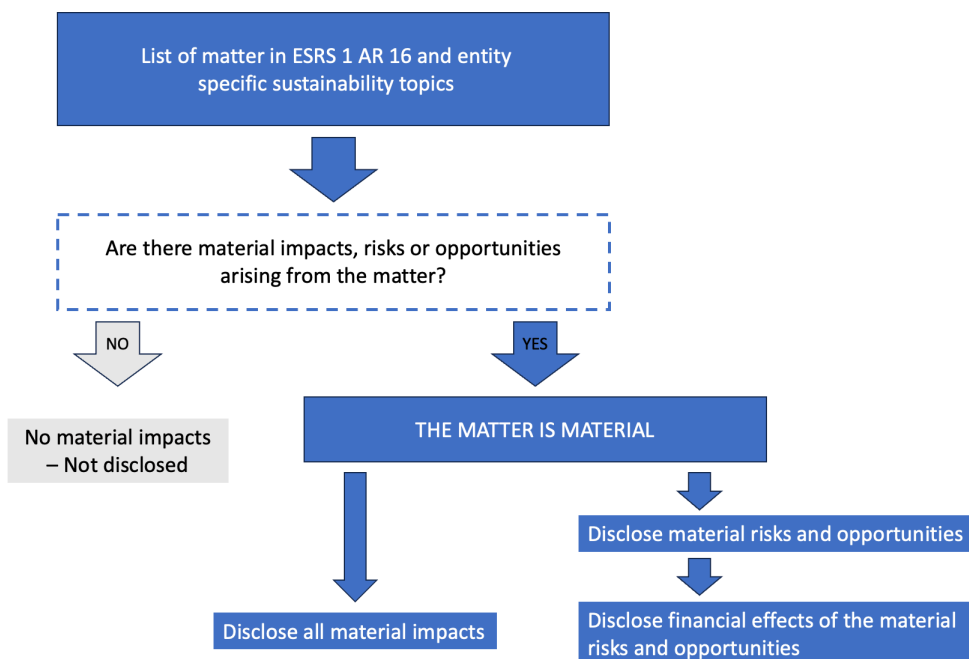 List of matter in ESRS 1 AR 16 and entity
specific sustainability topics
Are there material impacts, risks or opportunities
arising from the matter?
NO
YES
No material impacts
– Not disclosed
THE MATTER IS MATERIAL
Disclose material risks and opportunities
Disclose all material impacts
Disclose financial effects of the material
risks and opportunities